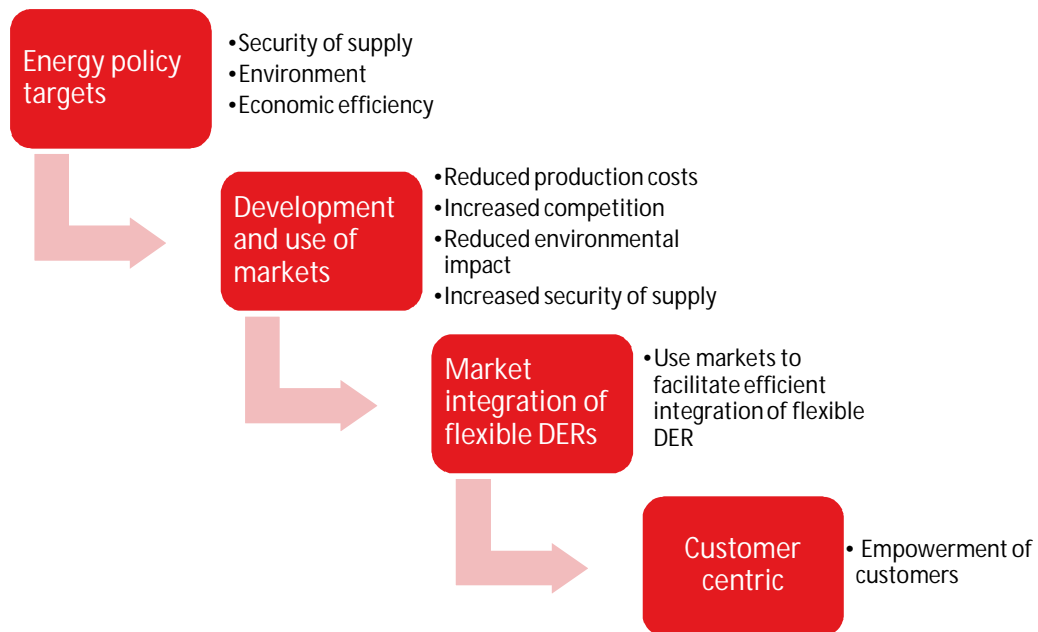 Energy policy
targets
•Security of supply
•Environment
•Economic efficiency
Development
and use of
markets
•Reduced production costs
•Increased competition
•Reduced environmental
impact
•Increased security of supply
Market
integration of
flexible DERs
•Use markets to
facilitate efficient
integration of flexible
DER
Customer
centric
• Empowerment of
customers